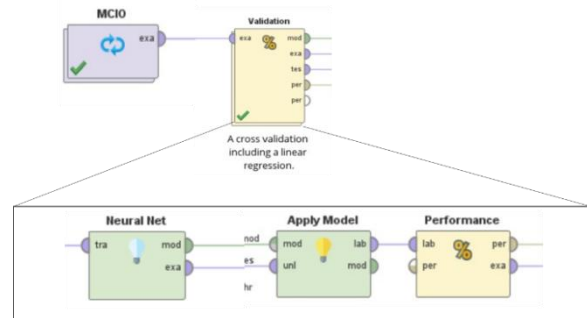 MCI0
exa
Validation
exa
mod
exa
tes
per
per
A cross validation
including a linear
regression.
Neural Net
tra
mod
exa
nod
es
hr
Apply Model
mod
lab
unl
mod
Performance
lab
per
per
exa